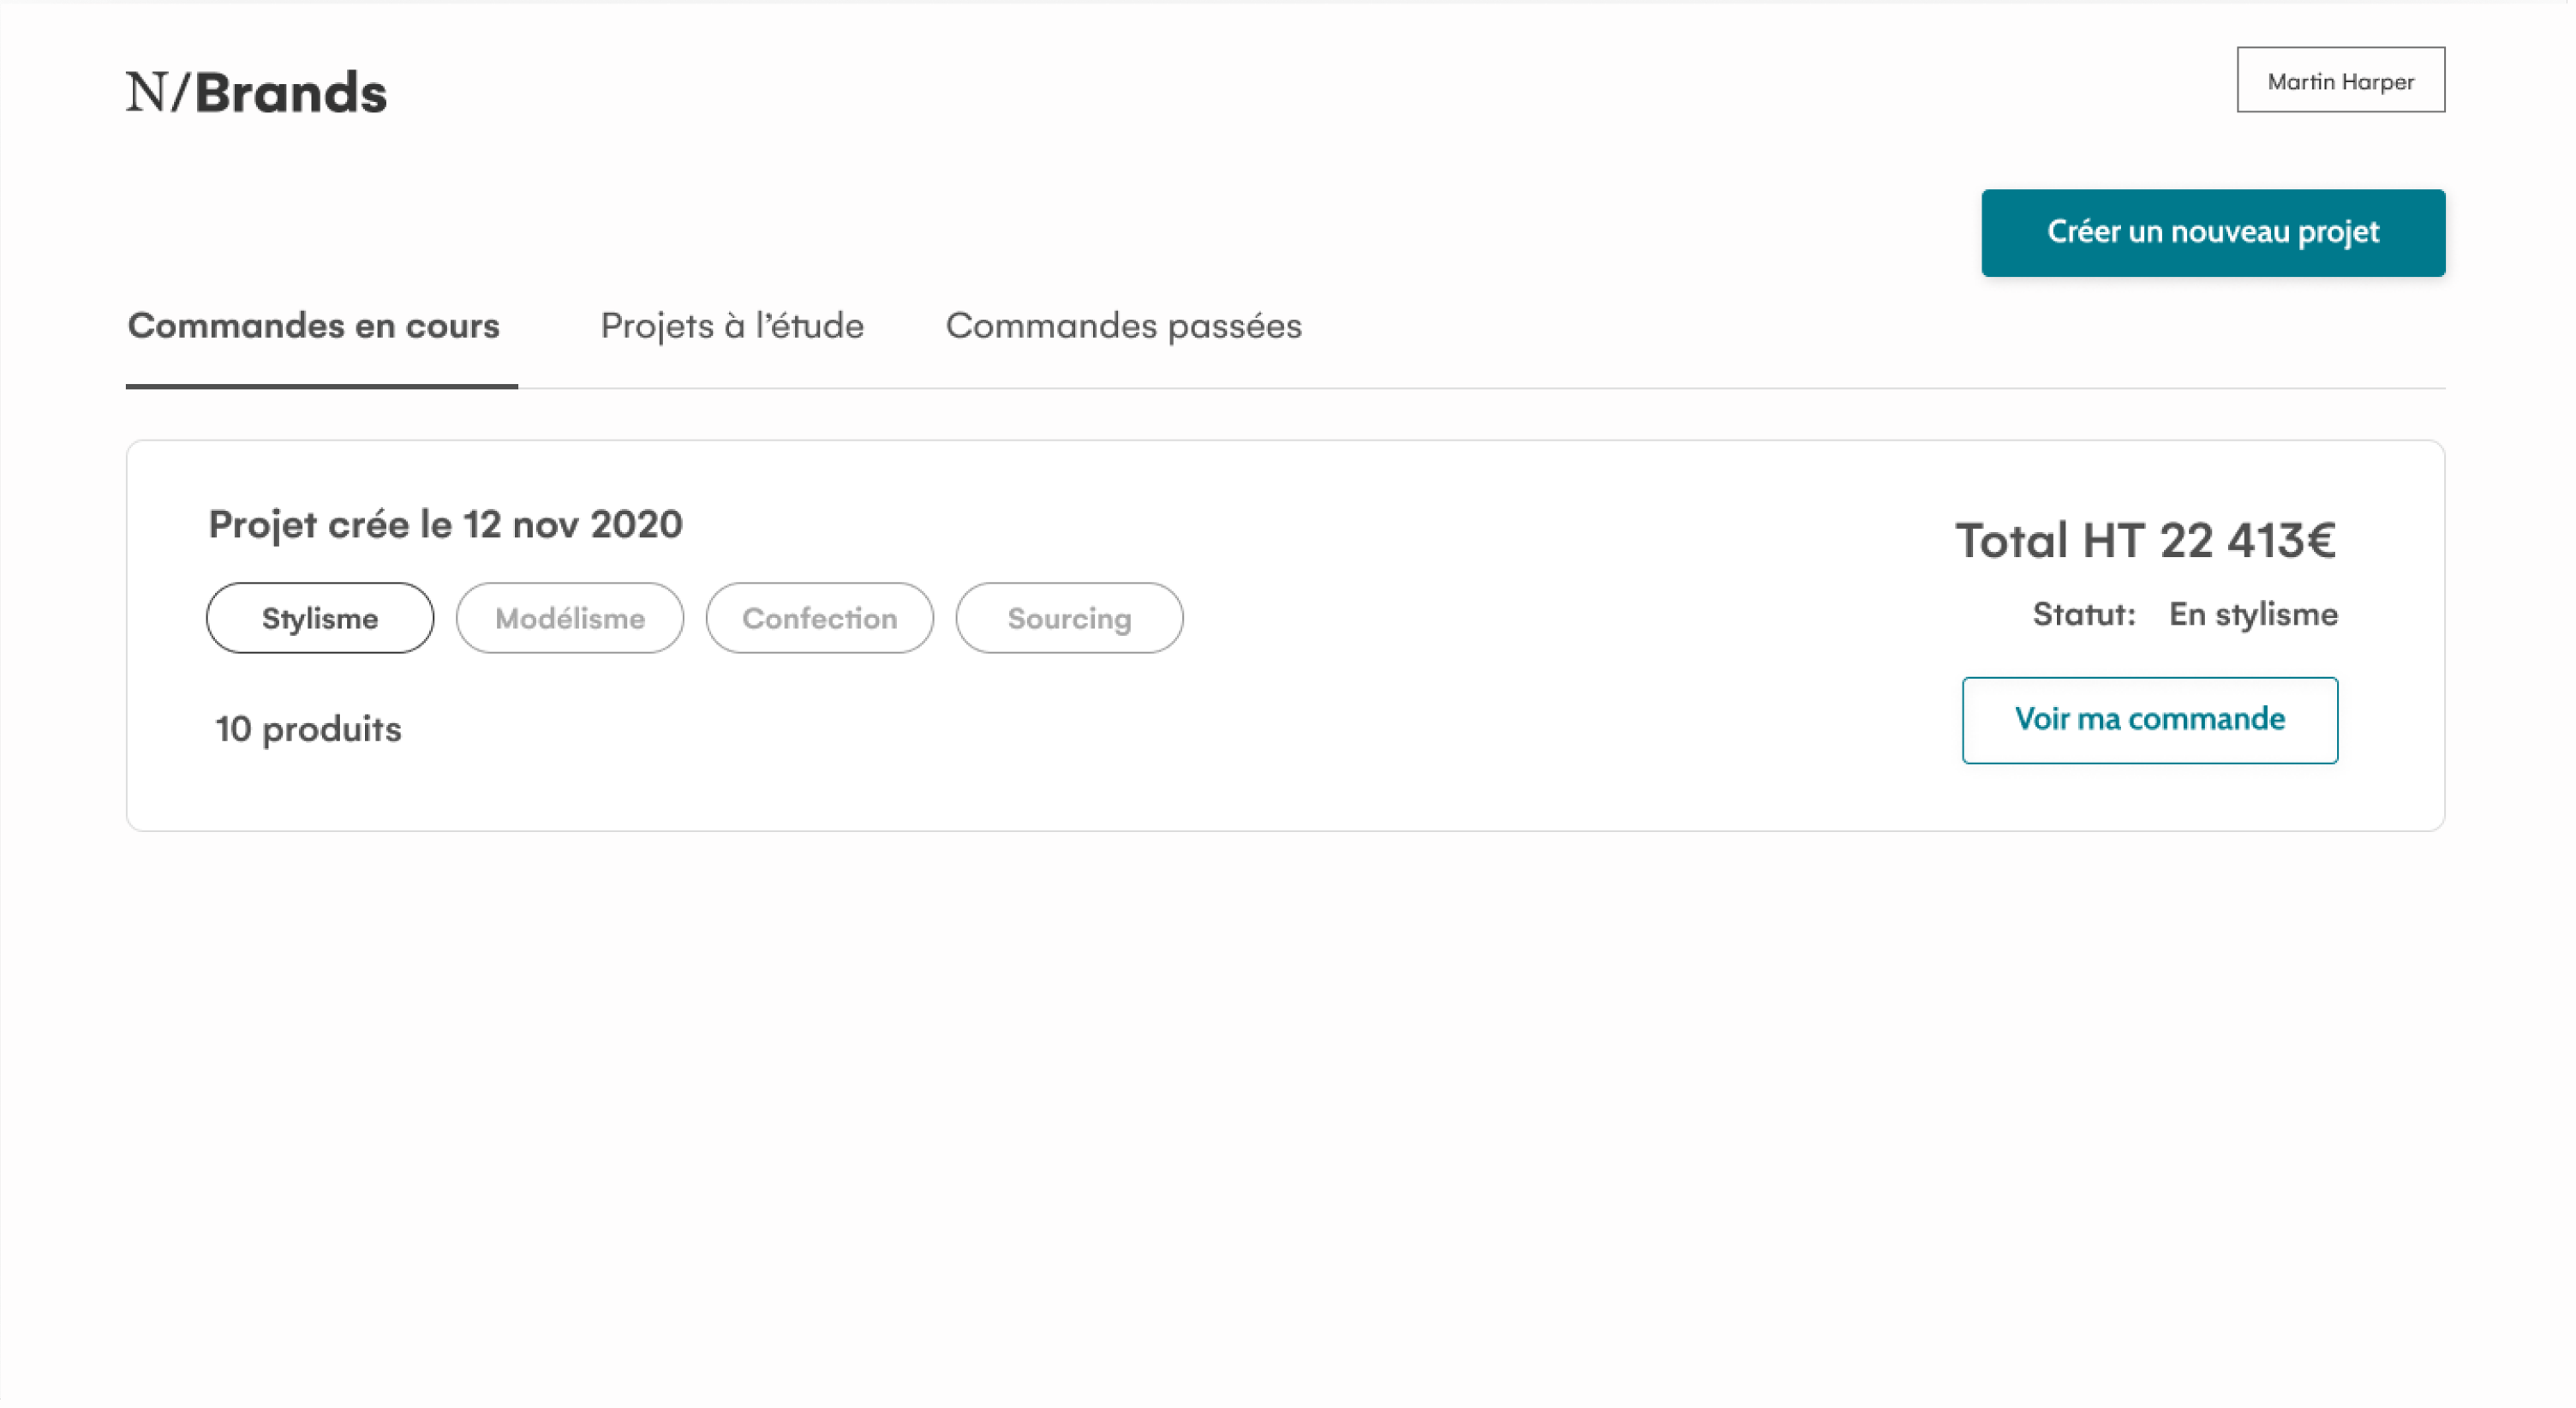 N/Brands
Martin Harper
Créer un nouveau projet
Commandes en cours
Projets à l’étude
Commandes passées
Projet crée le 12 nov 2020
Total HT 22 413€
Stylisme
Modélisme
Confection
Sourcing
Statut: En stylisme
10 produits
Voir ma commande